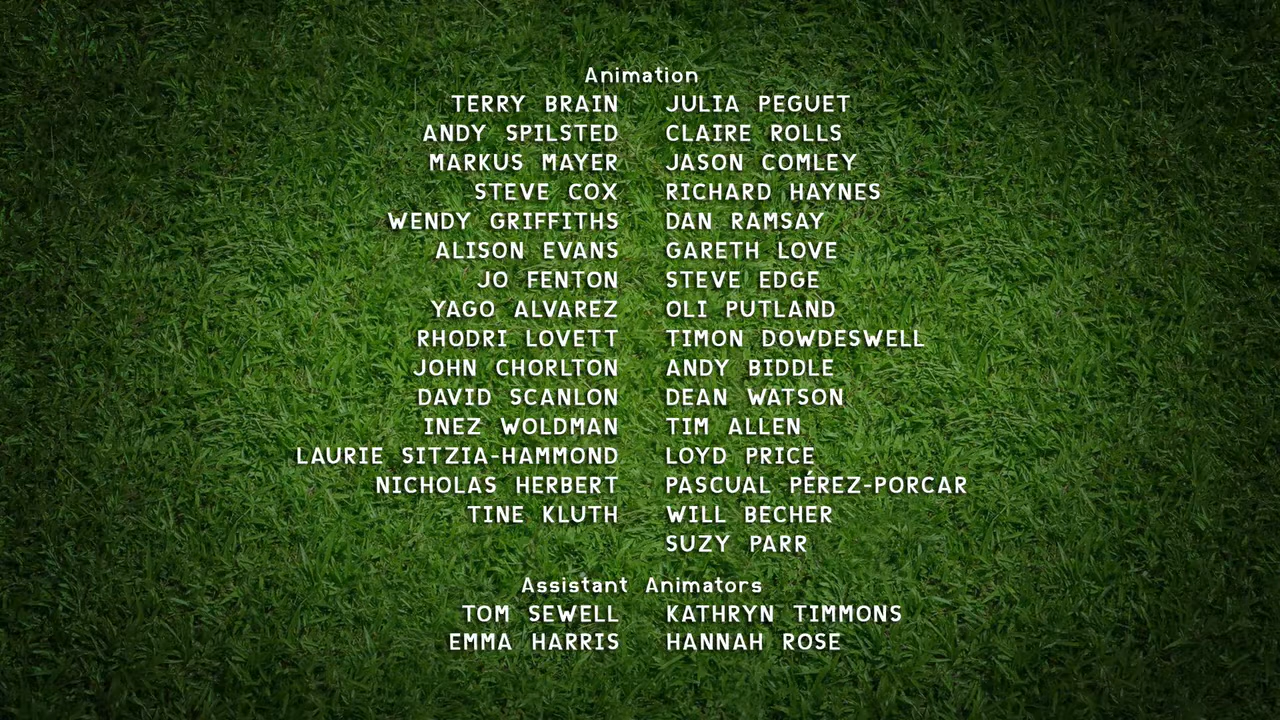 Animation
TERRY BRAIN JULIA PEGUET
ANDY SPILSTED CLAIRE ROLLS
MARKUS MAYER JASON COMLEY
STEVE COX RICHARD HAYNES
WENDY GRIFFITHS DAN RAMSAY
ALISON EVANS GARETH LOVE
JO FENTON STEVE EDGE
YAGO ALVAREZ OLI PUTLAND
RHODRI LOVETT TIMON DOWDESWELL
JOHN CHORLTON ANDY BIDDLE
DAVID SCANLON DEAN WATSON
INEZ WOLDMAN TIM ALLEN
LAURIE SITZIA-HAMMOND LOYD PRICE
NICHOLAS HERBERT PASCUAL PÉREZ-PORCAR
TINE KLUTH WILL BECHER
SUZY PARR
Assistant Animators
TOM SEWELL KATHRYN TIMMONS
EMMA HARRIS HANNAH ROSE